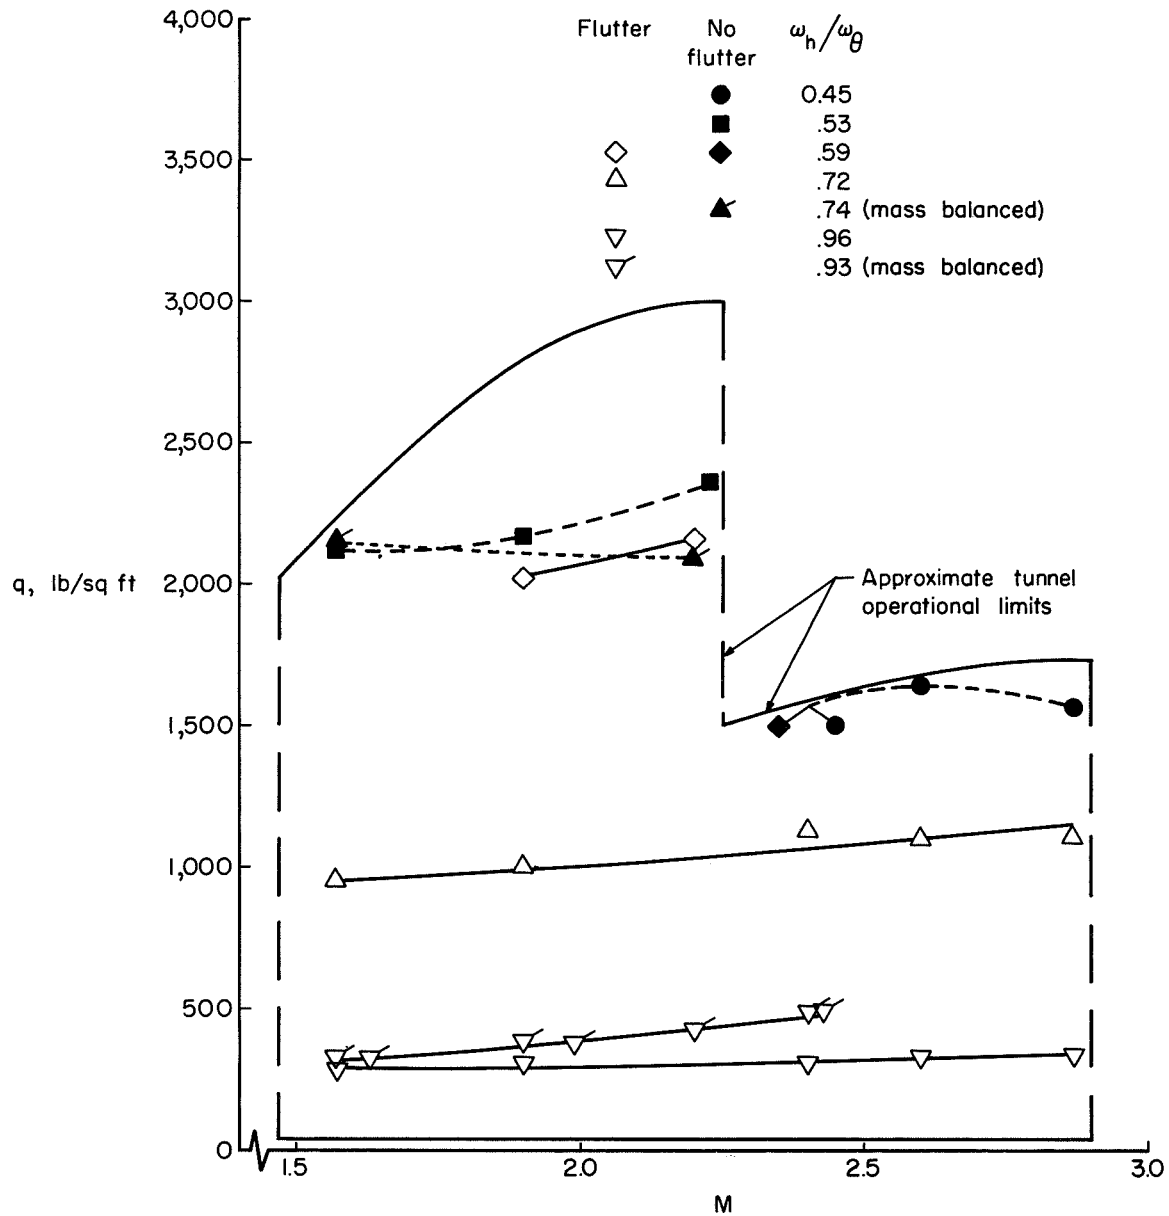 4,000
Flutter No flutter ωh/ωθ
0.45
.53
3,500
.59
.72
.74 (mass balanced)
.96
.93 (mass balanced)
3,000
2,500
q, lb/sq ft
2,000
Approximate tunnel
operational limits
1,500
1,000
500
0
1.5 2.0 2.5 3.0
M